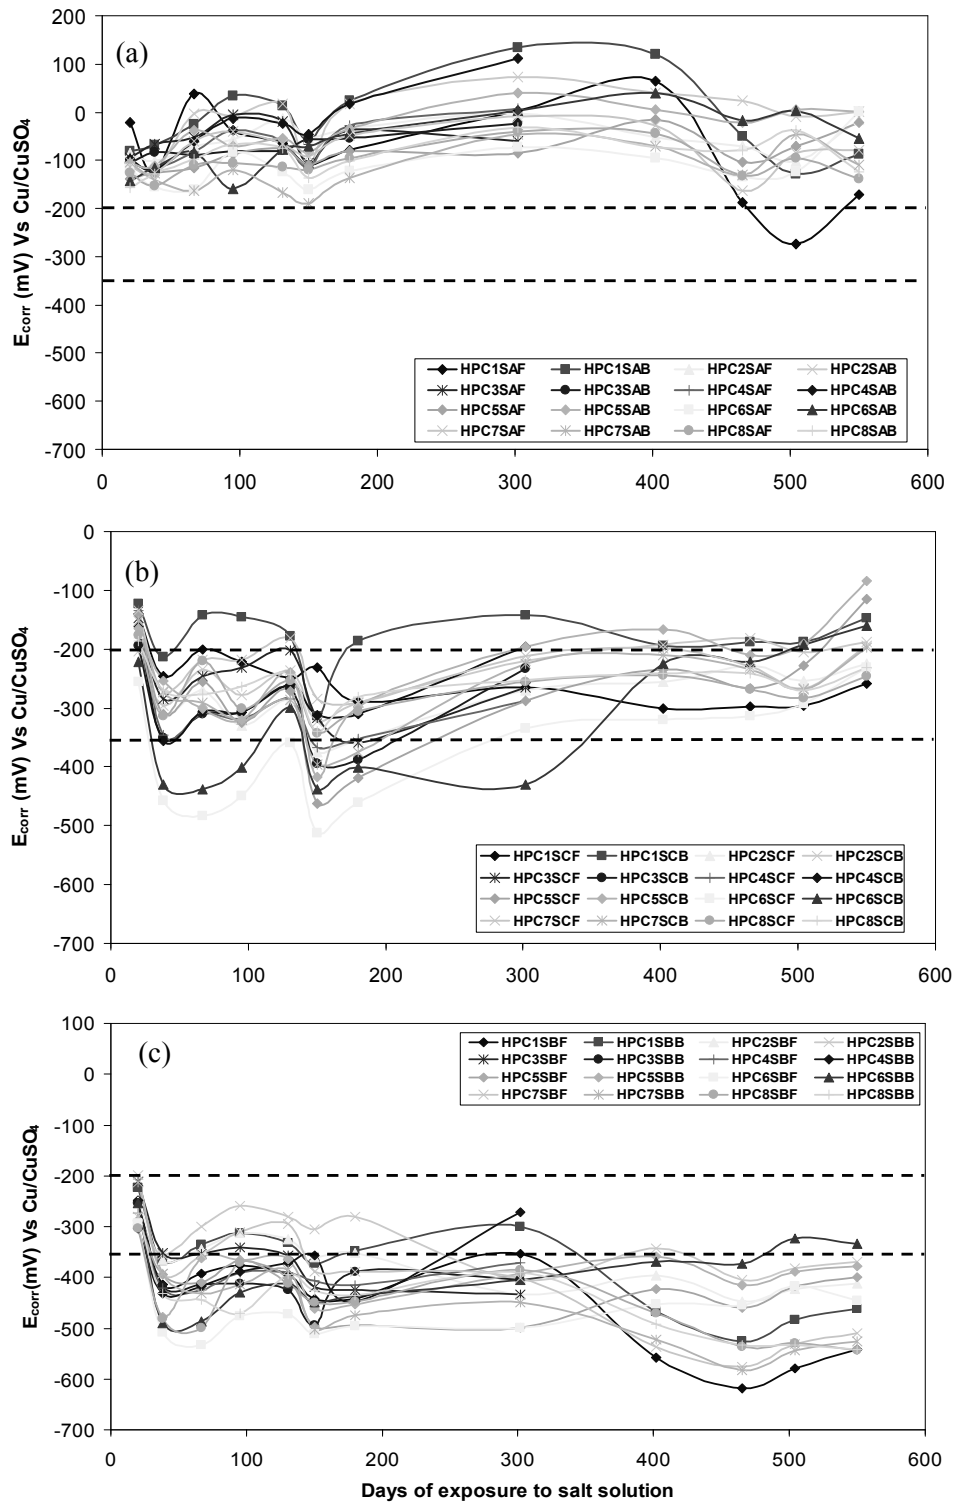 (a)
200
100
0
-100
-200
-300
-400
-500
-600
-700
E_corr (mV) Vs Cu/CuSO₄
HPC1SAF HPC1SAB HPC2SAF HPC2SAB
HPC3SAF HPC3SAB HPC4SAF HPC4SAB
HPC5SAF HPC5SAB HPC6SAF HPC6SAB
HPC7SAF HPC7SAB HPC8SAF HPC8SAB
0 100 200 300 400 500 600
(b)
0
-100
-200
-300
-400
-500
-600
-700
E_corr (mV) Vs Cu/CuSO₄
HPC1SCF HPC1SCB HPC2SCF HPC2SCB
HPC3SCF HPC3SCB HPC4SCF HPC4SCB
HPC5SCF HPC5SCB HPC6SCF HPC6SCB
HPC7SCF HPC7SCB HPC8SCF HPC8SCB
0 100 200 300 400 500 600
(c)
100
0
-100
-200
-300
-400
-500
-600
-700
E_corr(mV) Vs Cu/CuSO₄
HPC1SBF HPC1SBB HPC2SBF HPC2SBB
HPC3SBF HPC3SBB HPC4SBF HPC4SBB
HPC5SBF HPC5SBB HPC6SBF HPC6SBB
HPC7SBF HPC7SBB HPC8SBF HPC8SBB
0 100 200 300 400 500 600
Days of exposure to salt solution